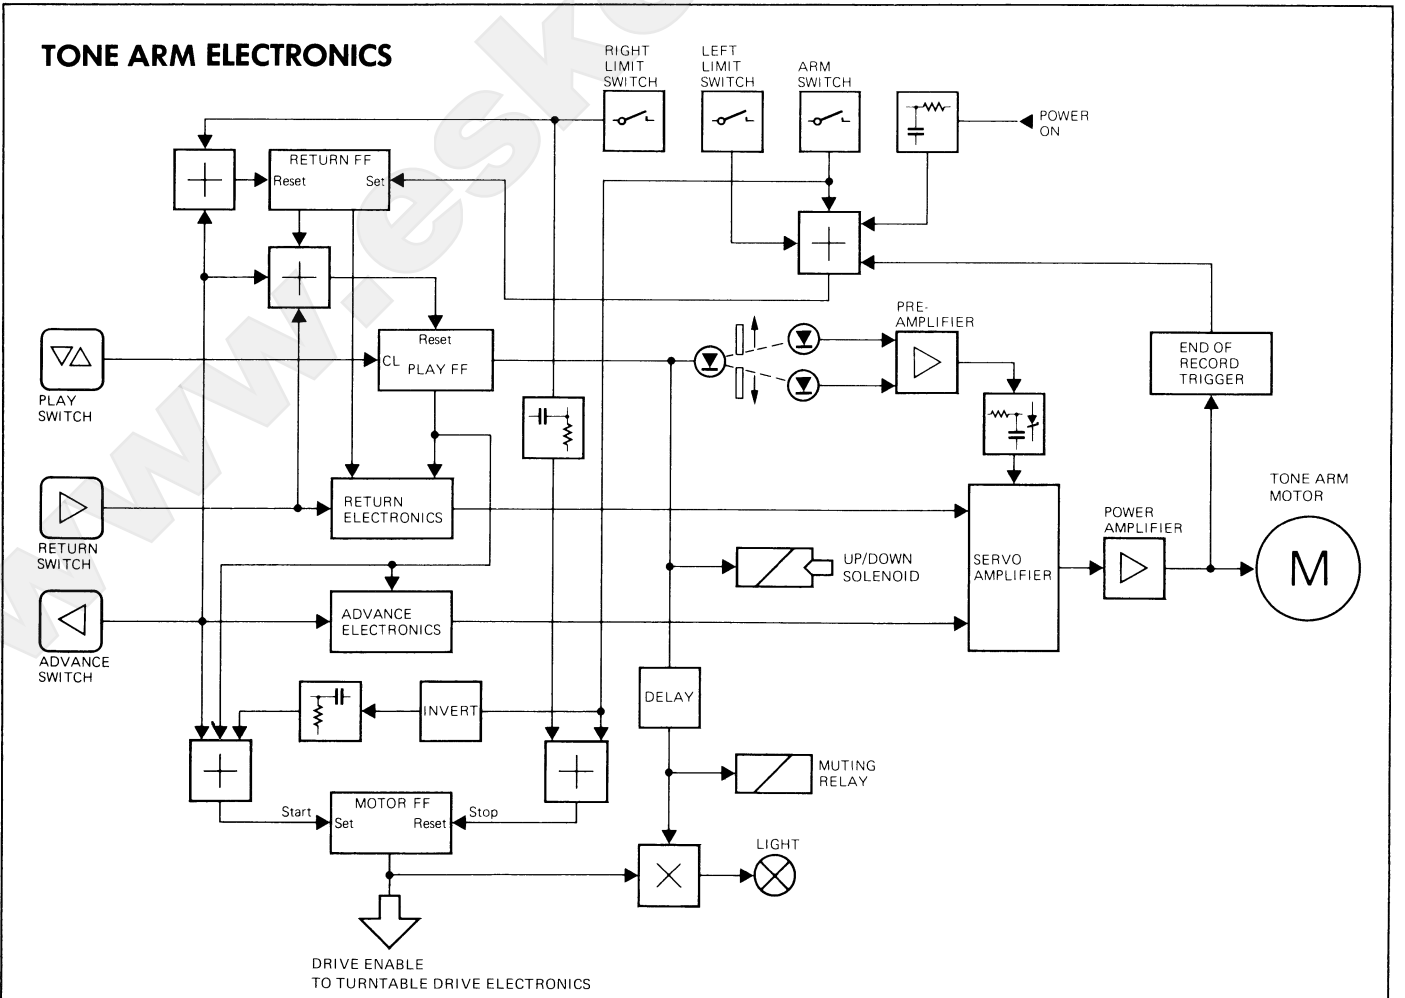 TONE ARM ELECTRONICS
RIGHT
LIMIT
SWITCH
LEFT
LIMIT
SWITCH
ARM
SWITCH
POWER
ON
RETURN FF
Reset
Set
PRE-
AMPLIFIER
Reset
CL
PLAY FF
PLAY
SWITCH
END OF
RECORD
TRIGGER
RETURN
ELECTRONICS
RETURN
SWITCH
TONE ARM
MOTOR
M
POWER
AMPLIFIER
SERVO
AMPLIFIER
UP/DOWN
SOLENOID
ADVANCE
ELECTRONICS
ADVANCE
SWITCH
INVERT
DELAY
MUTING
RELAY
Start
MOTOR FF
Set
Reset
Stop
LIGHT
DRIVE ENABLE
TO TURNTABLE DRIVE ELECTRONICS
www.esko